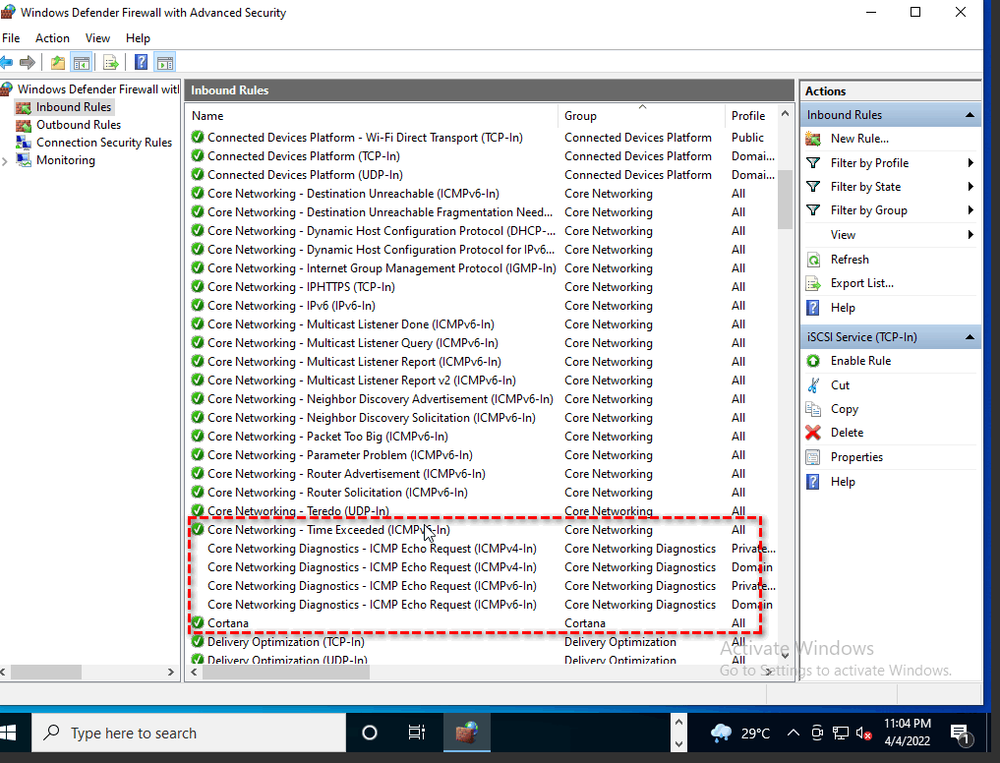 Windows Defender Firewall with Advanced Security
File Action View Help
Windows Defender Firewall with
Inbound Rules
Outbound Rules
Connection Security Rules
Monitoring
Inbound Rules
Name Group Profile
Connected Devices Platform - Wi-Fi Direct Transport (TCP-In) Connected Devices Platform Public
Connected Devices Platform (TCP-In) Connected Devices Platform Domai...
Connected Devices Platform (UDP-In) Connected Devices Platform Domai...
Core Networking - Destination Unreachable (ICMPv6-In) Core Networking All
Core Networking - Destination Unreachable Fragmentation Need... Core Networking All
Core Networking - Dynamic Host Configuration Protocol (DHCP-... Core Networking All
Core Networking - Dynamic Host Configuration Protocol for IPv6... Core Networking All
Core Networking - Internet Group Management Protocol (IGMP-In) Core Networking All
Core Networking - IPHTTPS (TCP-In) Core Networking All
Core Networking - IPv6 (IPv6-In) Core Networking All
Core Networking - Multicast Listener Done (ICMPv6-In) Core Networking All
Core Networking - Multicast Listener Query (ICMPv6-In) Core Networking All
Core Networking - Multicast Listener Report (ICMPv6-In) Core Networking All
Core Networking - Multicast Listener Report v2 (ICMPv6-In) Core Networking All
Core Networking - Neighbor Discovery Advertisement (ICMPv6-In) Core Networking All
Core Networking - Neighbor Discovery Solicitation (ICMPv6-In) Core Networking All
Core Networking - Packet Too Big (ICMPv6-In) Core Networking All
Core Networking - Parameter Problem (ICMPv6-In) Core Networking All
Core Networking - Router Advertisement (ICMPv6-In) Core Networking All
Core Networking - Router Solicitation (ICMPv6-In) Core Networking All
Core Networking - Teredo (UDP-In) Core Networking All
Core Networking - Time Exceeded (ICMPv6-In) Core Networking All
Core Networking Diagnostics - ICMP Echo Request (ICMPv4-In) Core Networking Diagnostics Private...
Core Networking Diagnostics - ICMP Echo Request (ICMPv4-In) Core Networking Diagnostics Domain
Core Networking Diagnostics - ICMP Echo Request (ICMPv6-In) Core Networking Diagnostics Private...
Core Networking Diagnostics - ICMP Echo Request (ICMPv6-In) Core Networking Diagnostics Domain
Cortana Cortana All
Delivery Optimization (TCP-In) Delivery Optimization All
Delivery Optimization (UDP-In) Delivery Optimization All
Actions
Inbound Rules
New Rule...
Filter by Profile
Filter by State
Filter by Group
View
Refresh
Export List...
Help
iSCSI Service (TCP-In)
Enable Rule
Cut
Copy
Delete
Properties
Help
Activate Windows
Go to Settings to activate Windows.
Type here to search
29°C
11:04 PM
4/4/2022
1